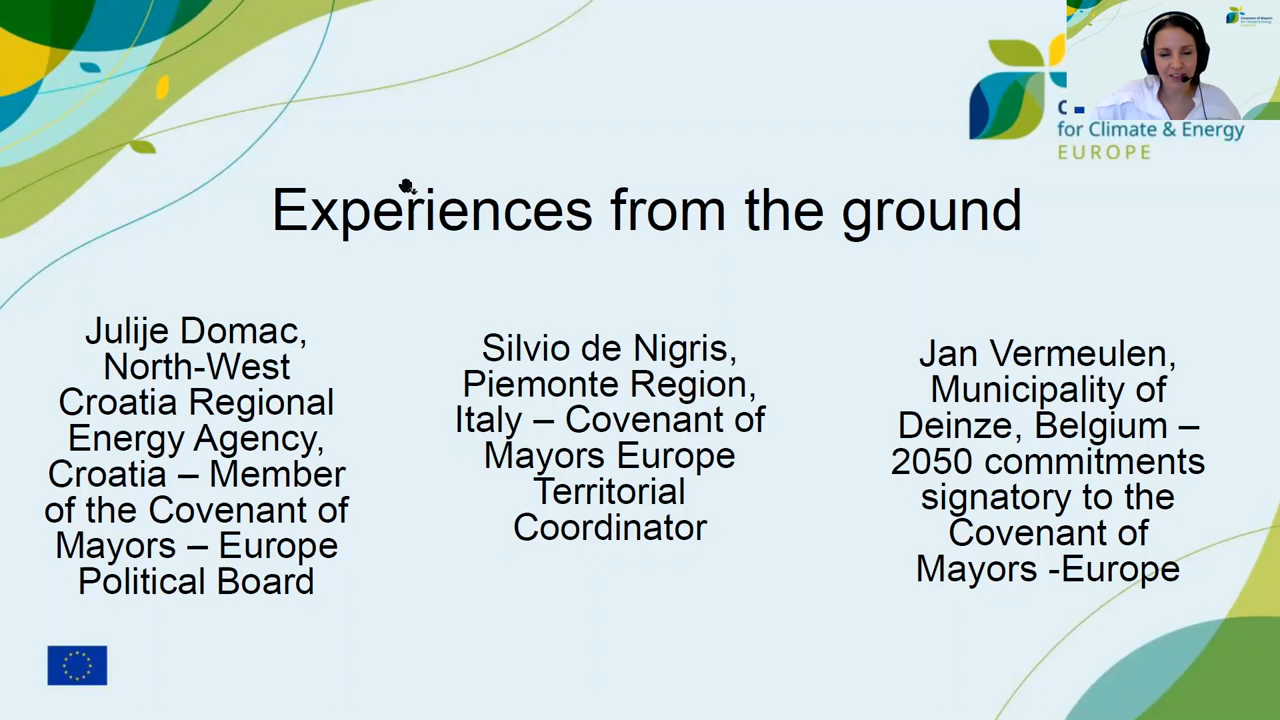 for Climate & Energy
EUROPE
Experiences from the ground
Julije Domac,
North-West
Croatia Regional
Energy Agency,
Croatia – Member
of the Covenant of
Mayors – Europe
Political Board
Silvio de Nigris,
Piemonte Region,
Italy – Covenant of
Mayors Europe
Territorial
Coordinator
Jan Vermeulen,
Municipality of
Deinze, Belgium –
2050 commitments
signatory to the
Covenant of
Mayors -Europe